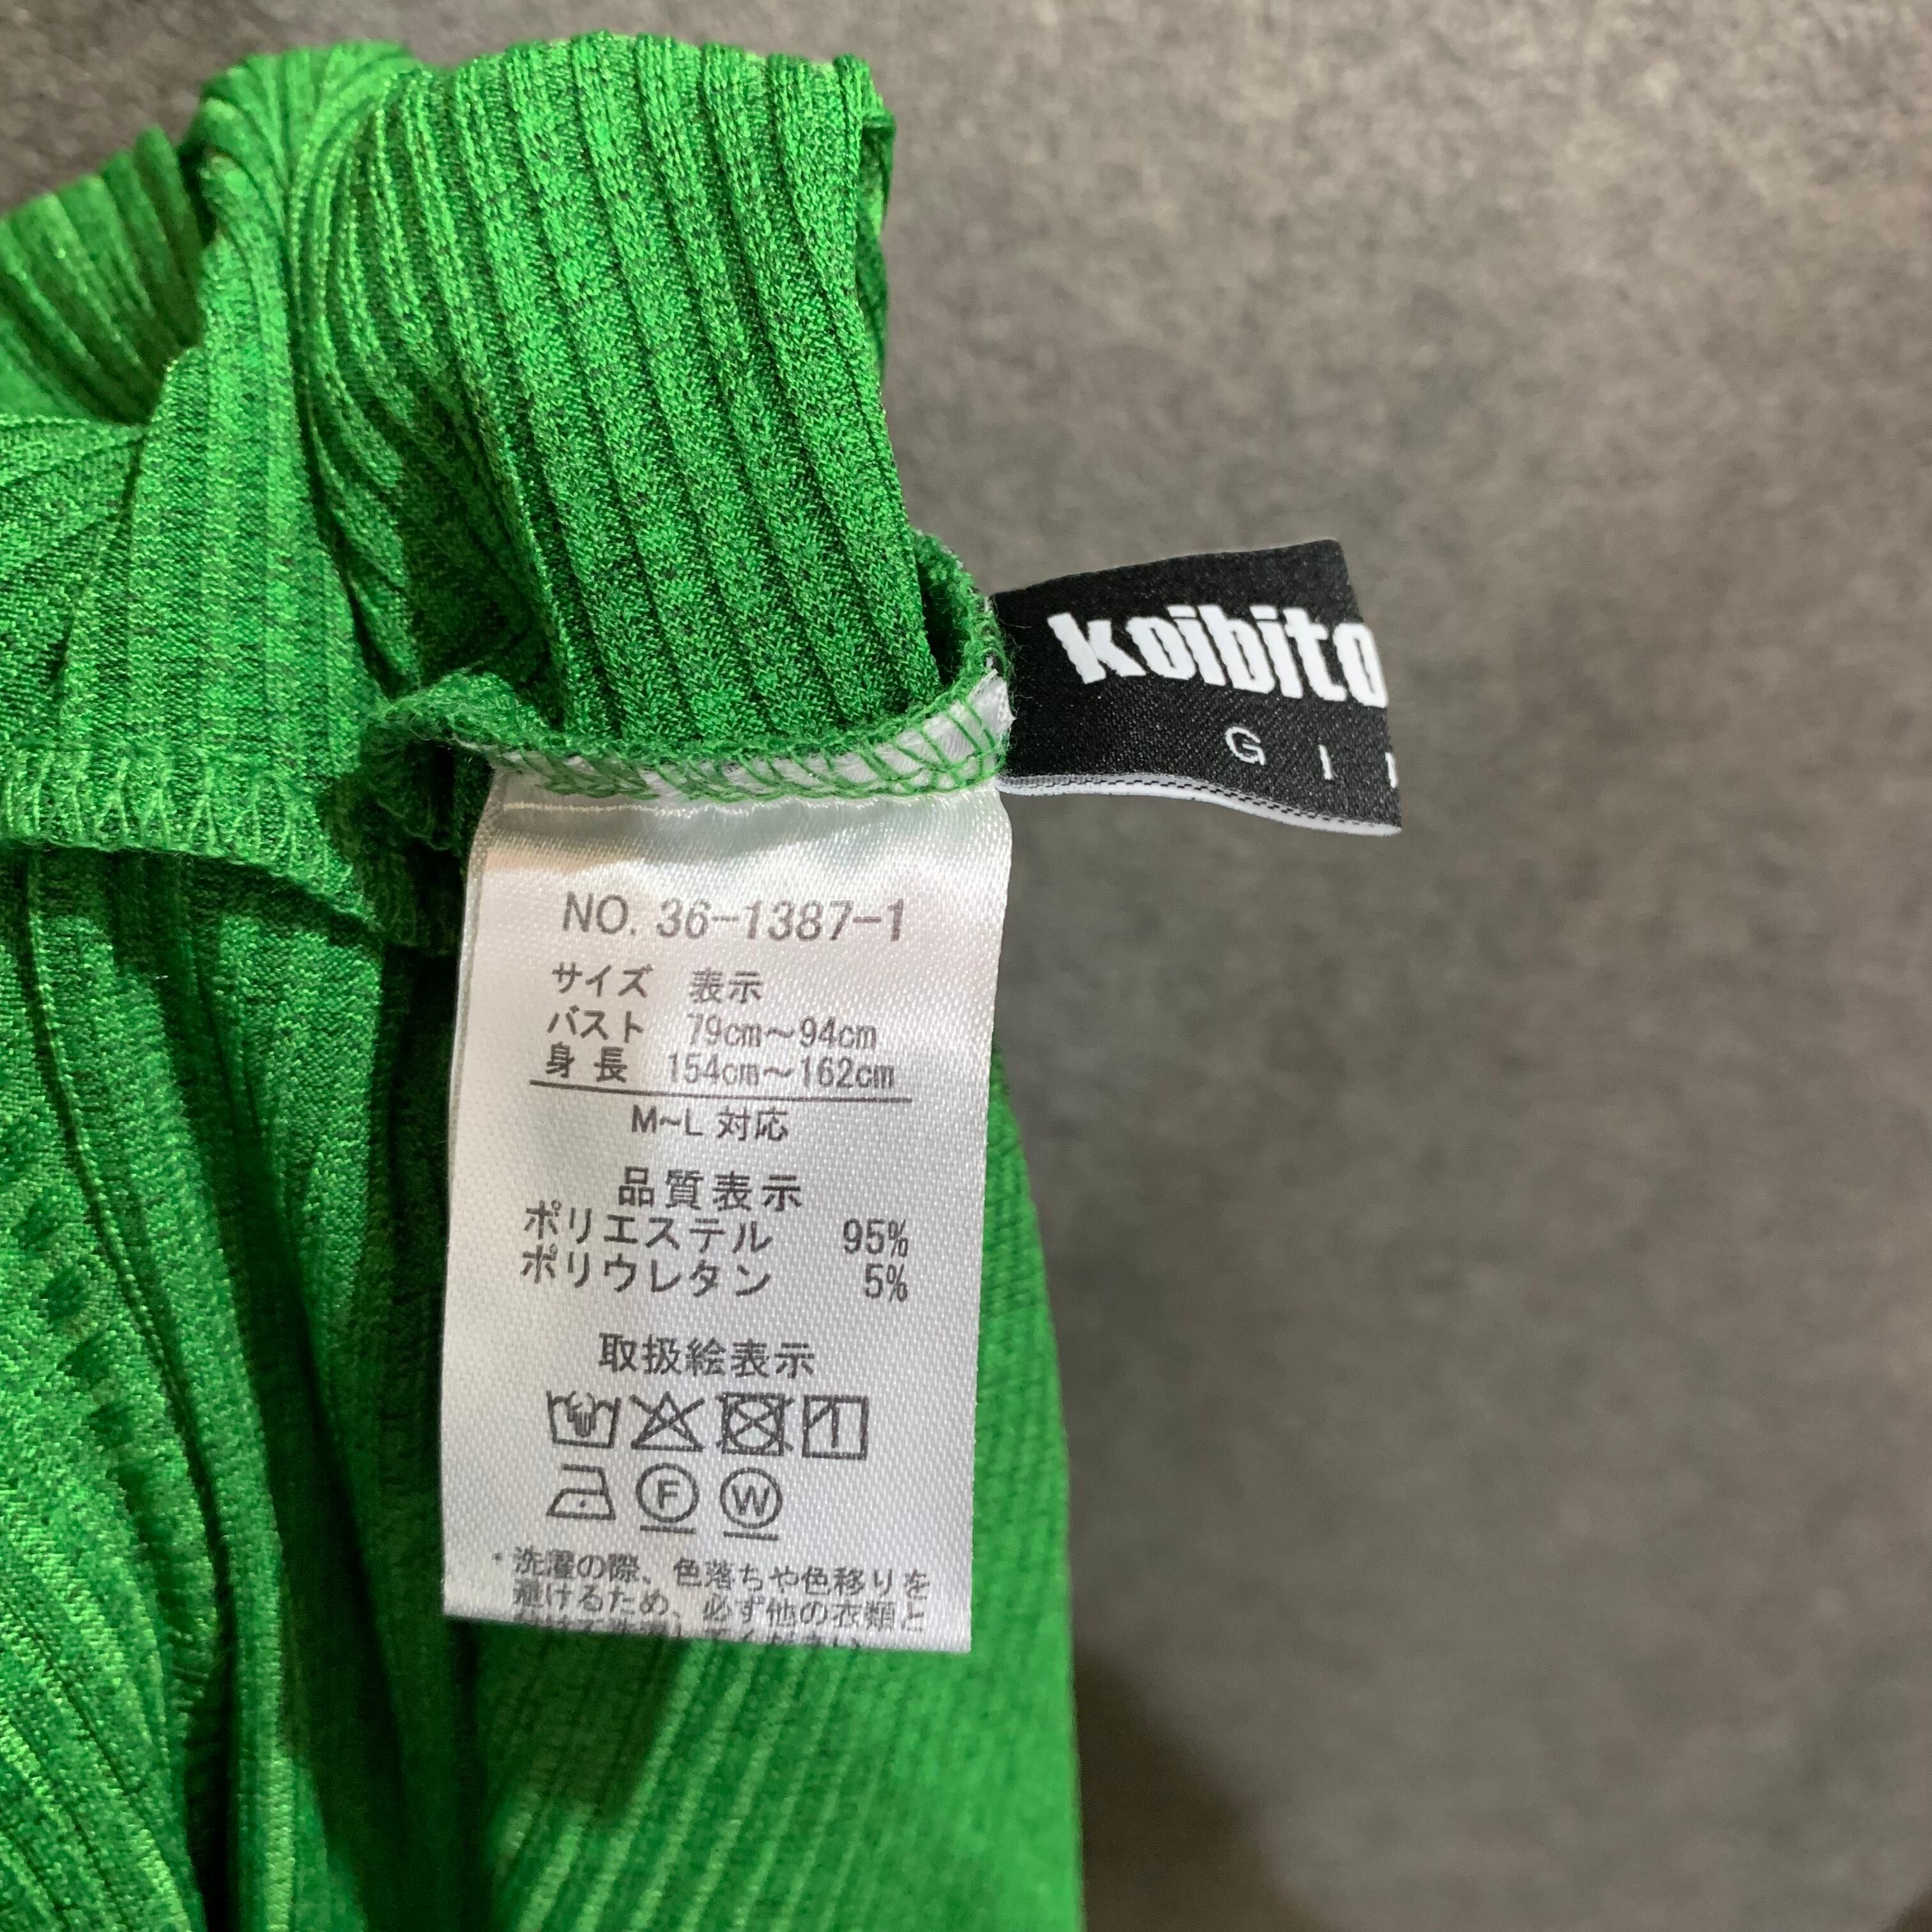 koibito
G I
NO. 36-1387-1
サイズ 表示
バスト 79cm～94cm
身長 154cm～162cm
M~L 対応
品質表示
ポリエステル 95%
ポリウレタン 5%
取扱絵表示
F W
*洗濯の際、色落ちや色移りを
避けるため、必ず他の衣類と